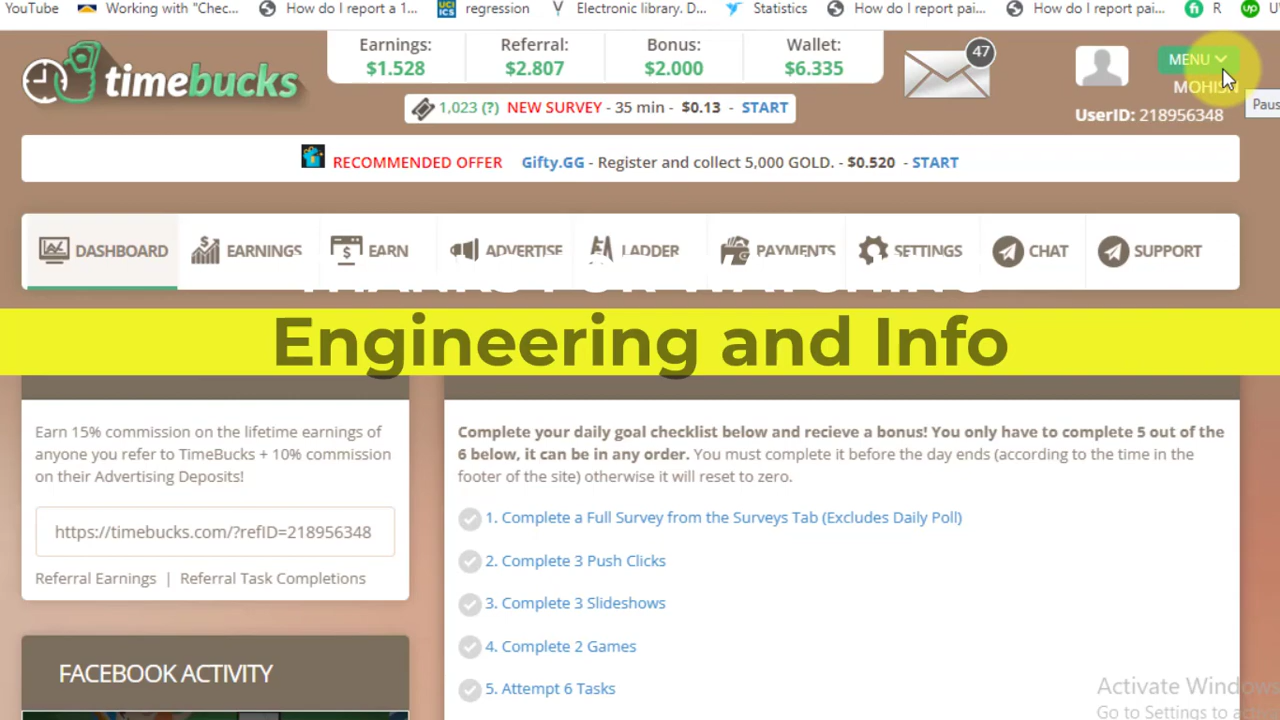 YouTube Working with "Chec... How do I report a 1... regression Electronic library. D... Statistics How do I report pai... How do I report pai... R
Earnings: Referral: Bonus: Wallet:
$1.528 $2.807 $2.000 $6.335
47
MENU
timebucks
1,023 (?) NEW SURVEY - 35 min - $0.13 - START
MOHISN
Paus
UserID: 218956348
RECOMMENDED OFFER Gifty.GG - Register and collect 5,000 GOLD. - $0.520 - START
DASHBOARD EARNINGS EARN ADVERTISE LADDER PAYMENTS SETTINGS CHAT SUPPORT
THANKS FOR WATCHING
Engineering and Info
Earn 15% commission on the lifetime earnings of
anyone you refer to TimeBucks + 10% commission
on their Advertising Deposits!
https://timebucks.com/?refID=218956348
Referral Earnings | Referral Task Completions
FACEBOOK ACTIVITY
Complete your daily goal checklist below and recieve a bonus! You only have to complete 5 out of the
6 below, it can be in any order. You must complete it before the day ends (according to the time in the
footer of the site) otherwise it will reset to zero.
1. Complete a Full Survey from the Surveys Tab (Excludes Daily Poll)
2. Complete 3 Push Clicks
3. Complete 3 Slideshows
4. Complete 2 Games
5. Attempt 6 Tasks
Activate Windows
Go to Settings to